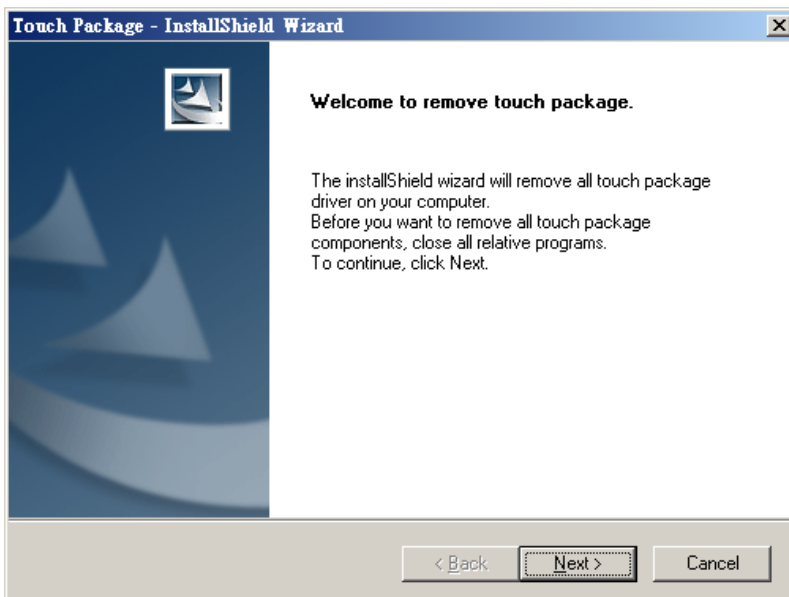 Touch Package - InstallShield Wizard
Welcome to remove touch package.
The installShield wizard will remove all touch package
driver on your computer.
Before you want to remove all touch package
components, close all relative programs.
To continue, click Next.
< Back
Next >
Cancel